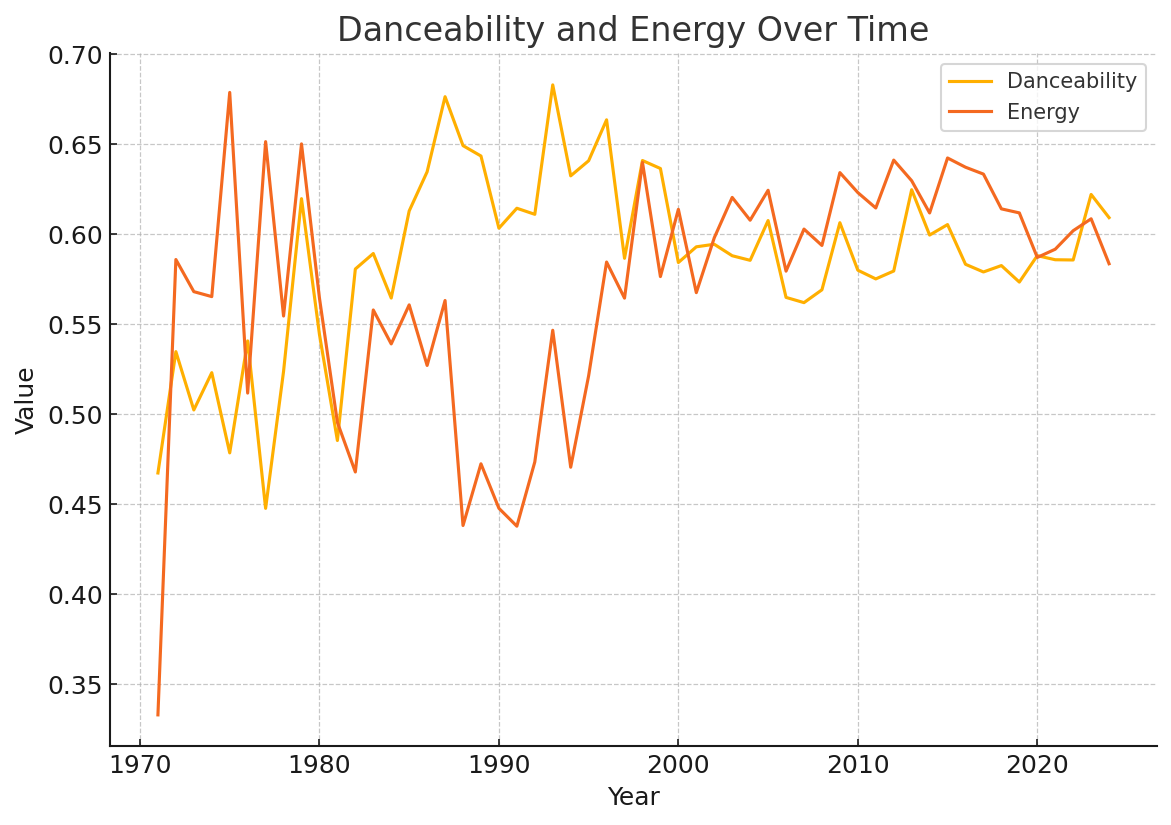 Danceability and Energy Over Time
Danceability
Energy
Value
0.70
0.65
0.60
0.55
0.50
0.45
0.40
0.35
1970 1980 1990 2000 2010 2020
Year